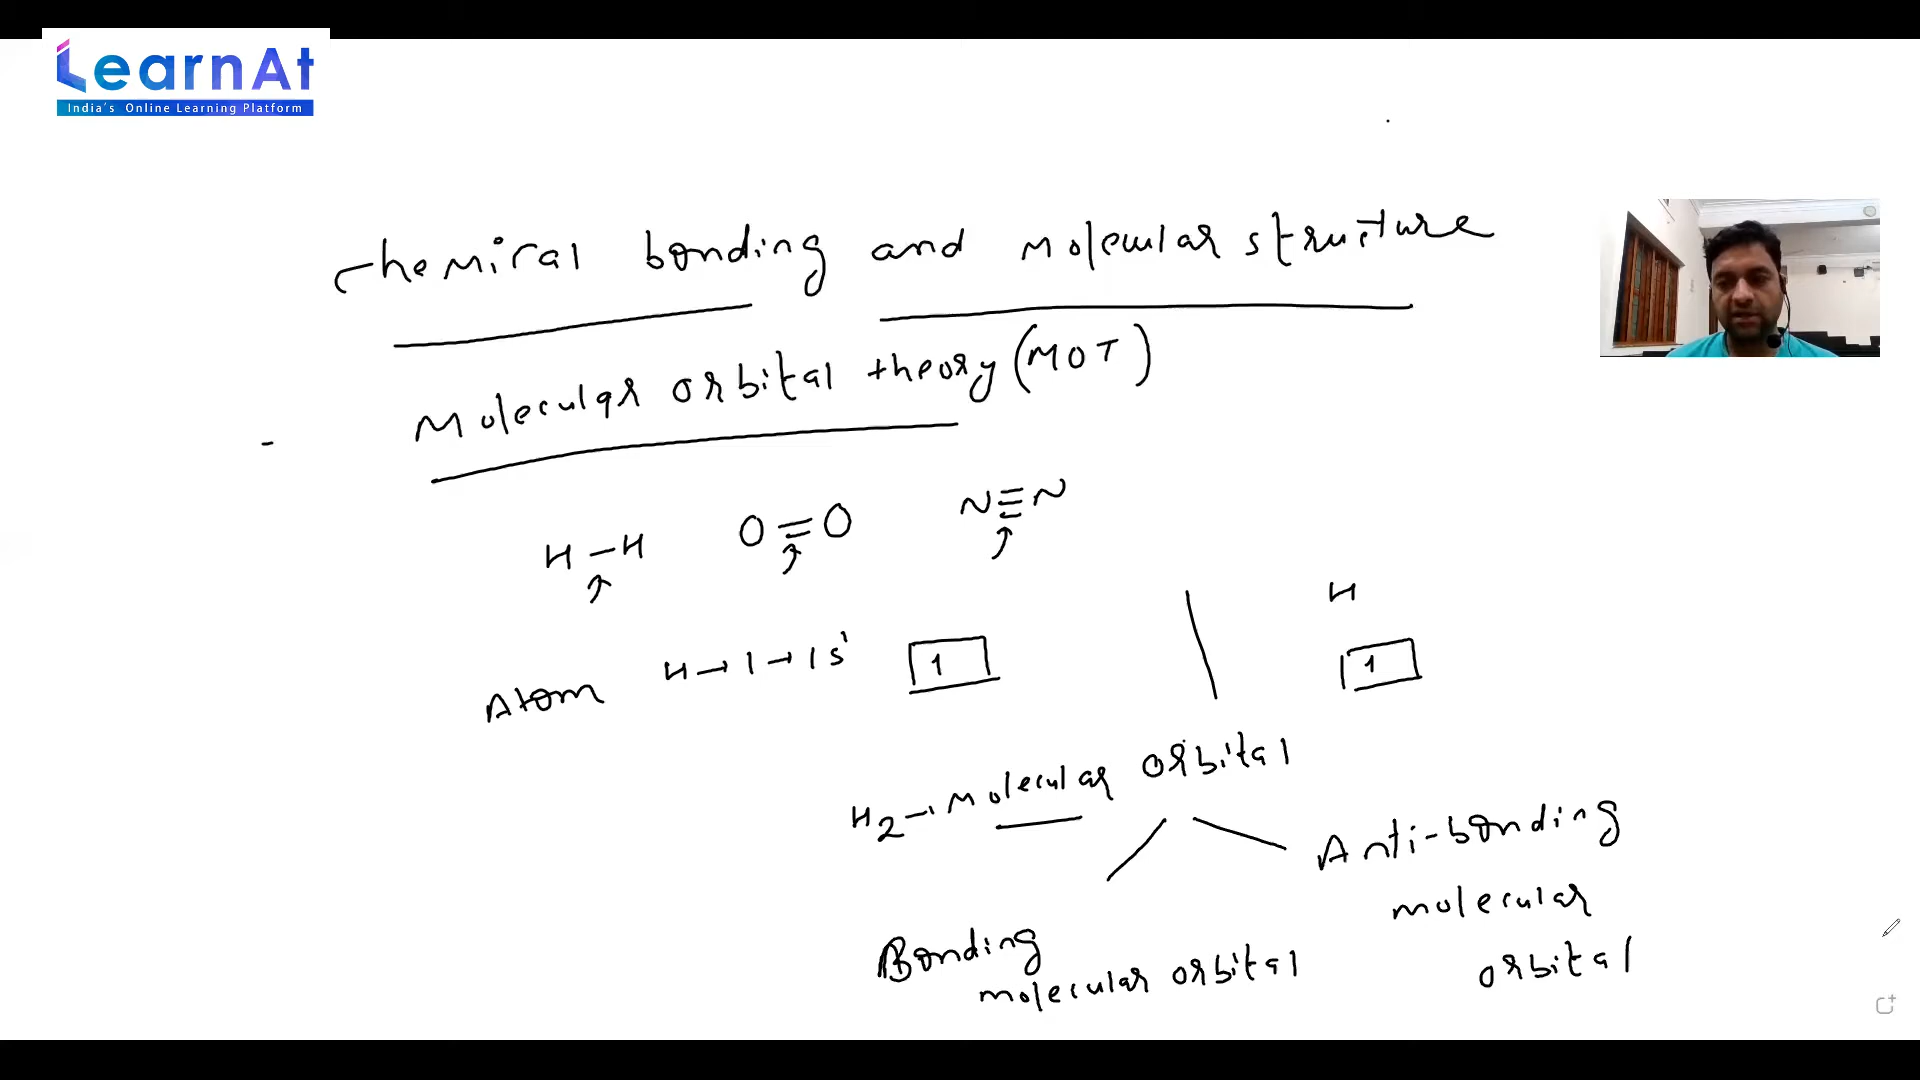 LearnAt
India's Online Learning Platform
chemical bonding and molecular structure
Molecular orbital theory (MOT)
H-H O=O N≡N
H
Atom H→1→1s¹ 1 1
H2→molecular orbital
Anti-bonding
molecular
orbital
Bonding
molecular orbital